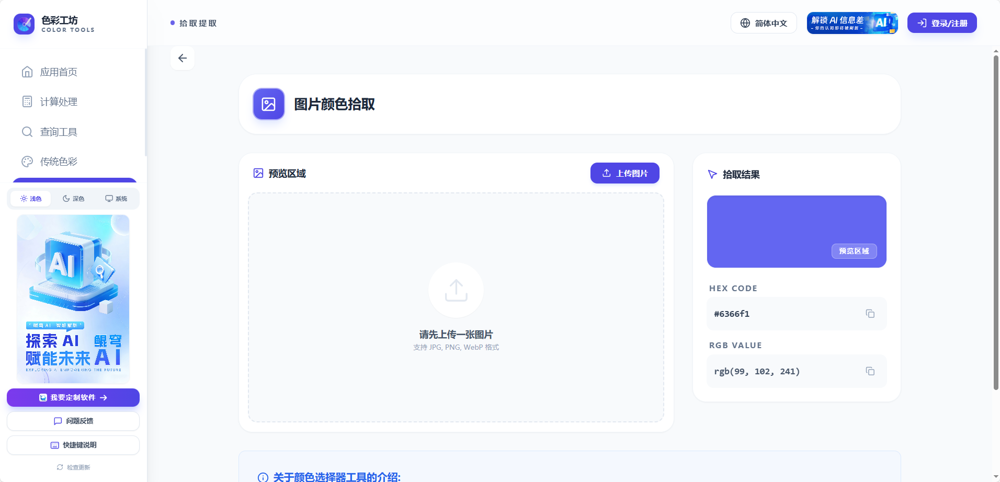 色彩工坊
COLOR TOOLS
应用首页
计算处理
查询工具
传统色彩
浅色
深色
系统
AI
"鲲穹 AI 智能赋新"
探索 AI 鲲穹
赋能未来 AI
EXPLORING AI EMPOWERING THE FUTURE
我要定制软件 →
问题反馈
快捷键说明
检查更新
拾取提取
简体中文
解锁 AI 信息差
- 你的认知即将被刷新 -
AI
登录/注册
图片颜色拾取
预览区域
上传图片
请先上传一张图片
支持 JPG, PNG, WebP 格式
拾取结果
预览区域
HEX CODE
#6366f1
RGB VALUE
rgb(99, 102, 241)
关于颜色选择器工具的介绍: